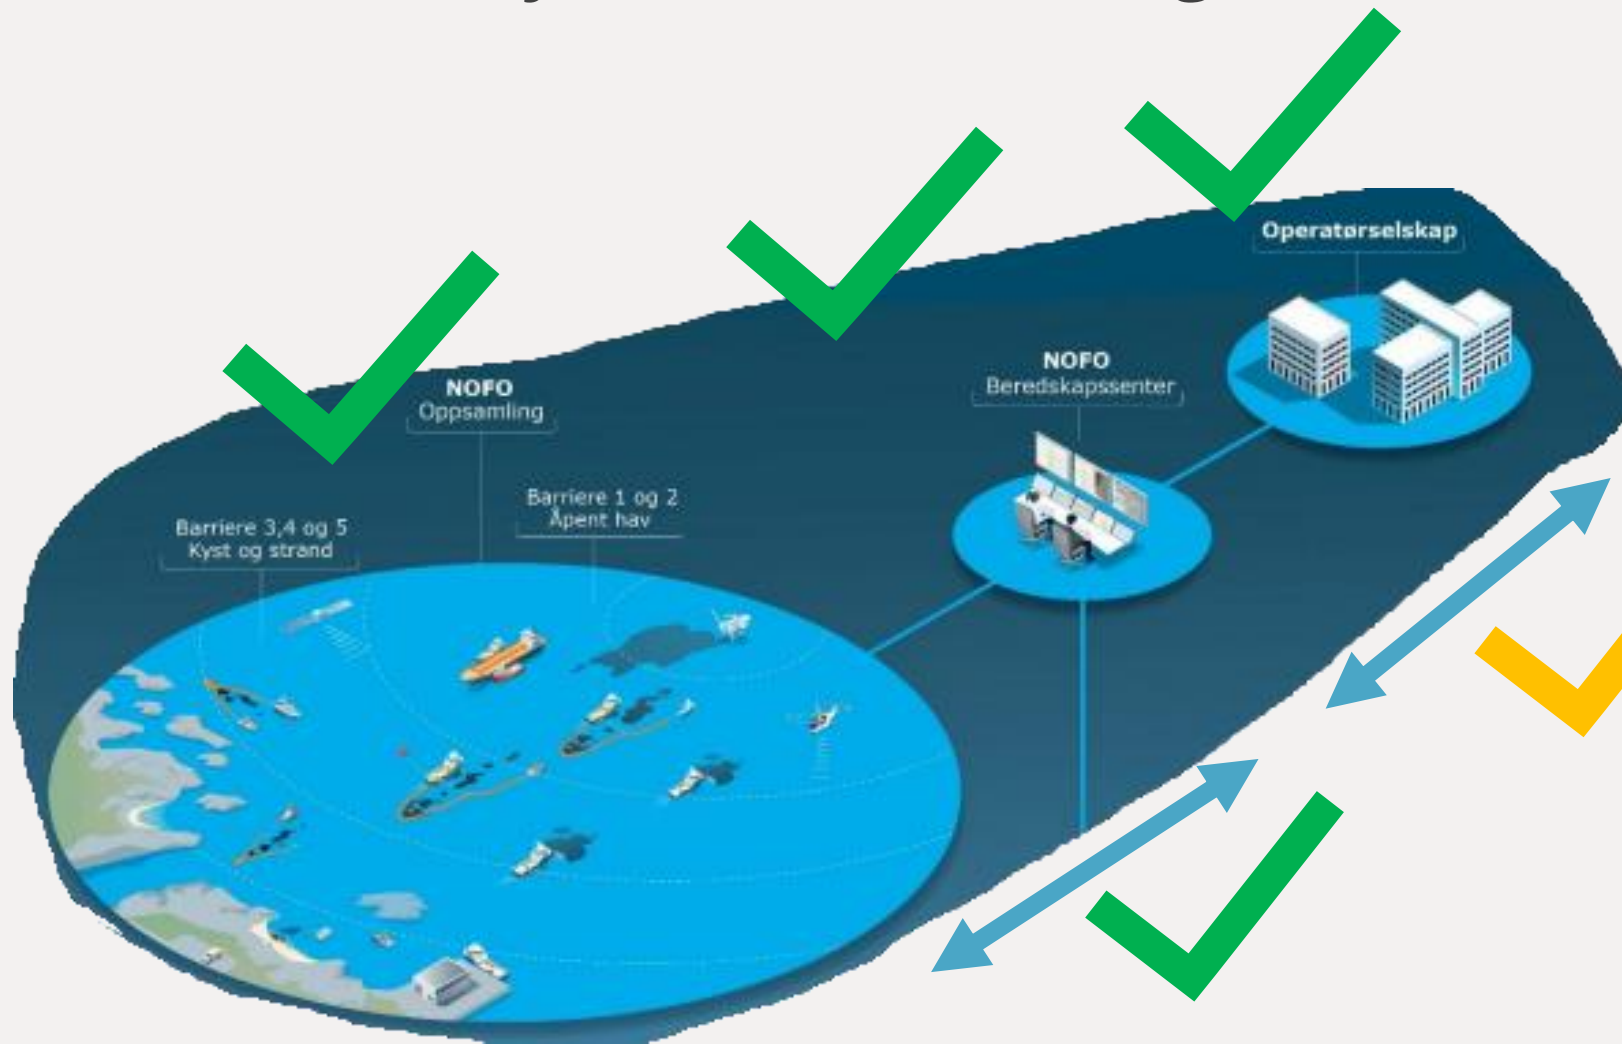 Operatørselskap
NOFO
Beredskapssenter
NOFO
Oppsamling
Barriere 1 og 2
Åpent hav
Barriere 3,4 og 5
Kyst og strand